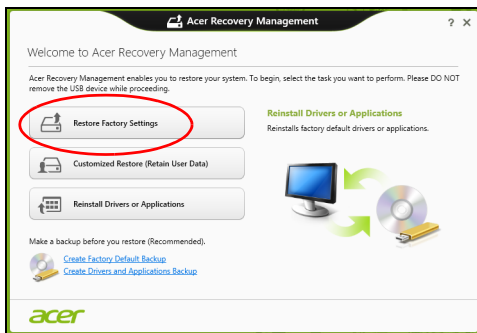 Acer Recovery Management
? ×
Welcome to Acer Recovery Management
Acer Recovery Management enables you to restore your system. To begin, select the task you want to perform. Please DO NOT
remove the USB device while proceeding.
Restore Factory Settings
Customized Restore (Retain User Data)
Reinstall Drivers or Applications
Reinstall Drivers or Applications
Reinstalls factory default drivers or applications.
Make a backup before you restore (Recommended).
Create Factory Default Backup
Create Drivers and Applications Backup
acer